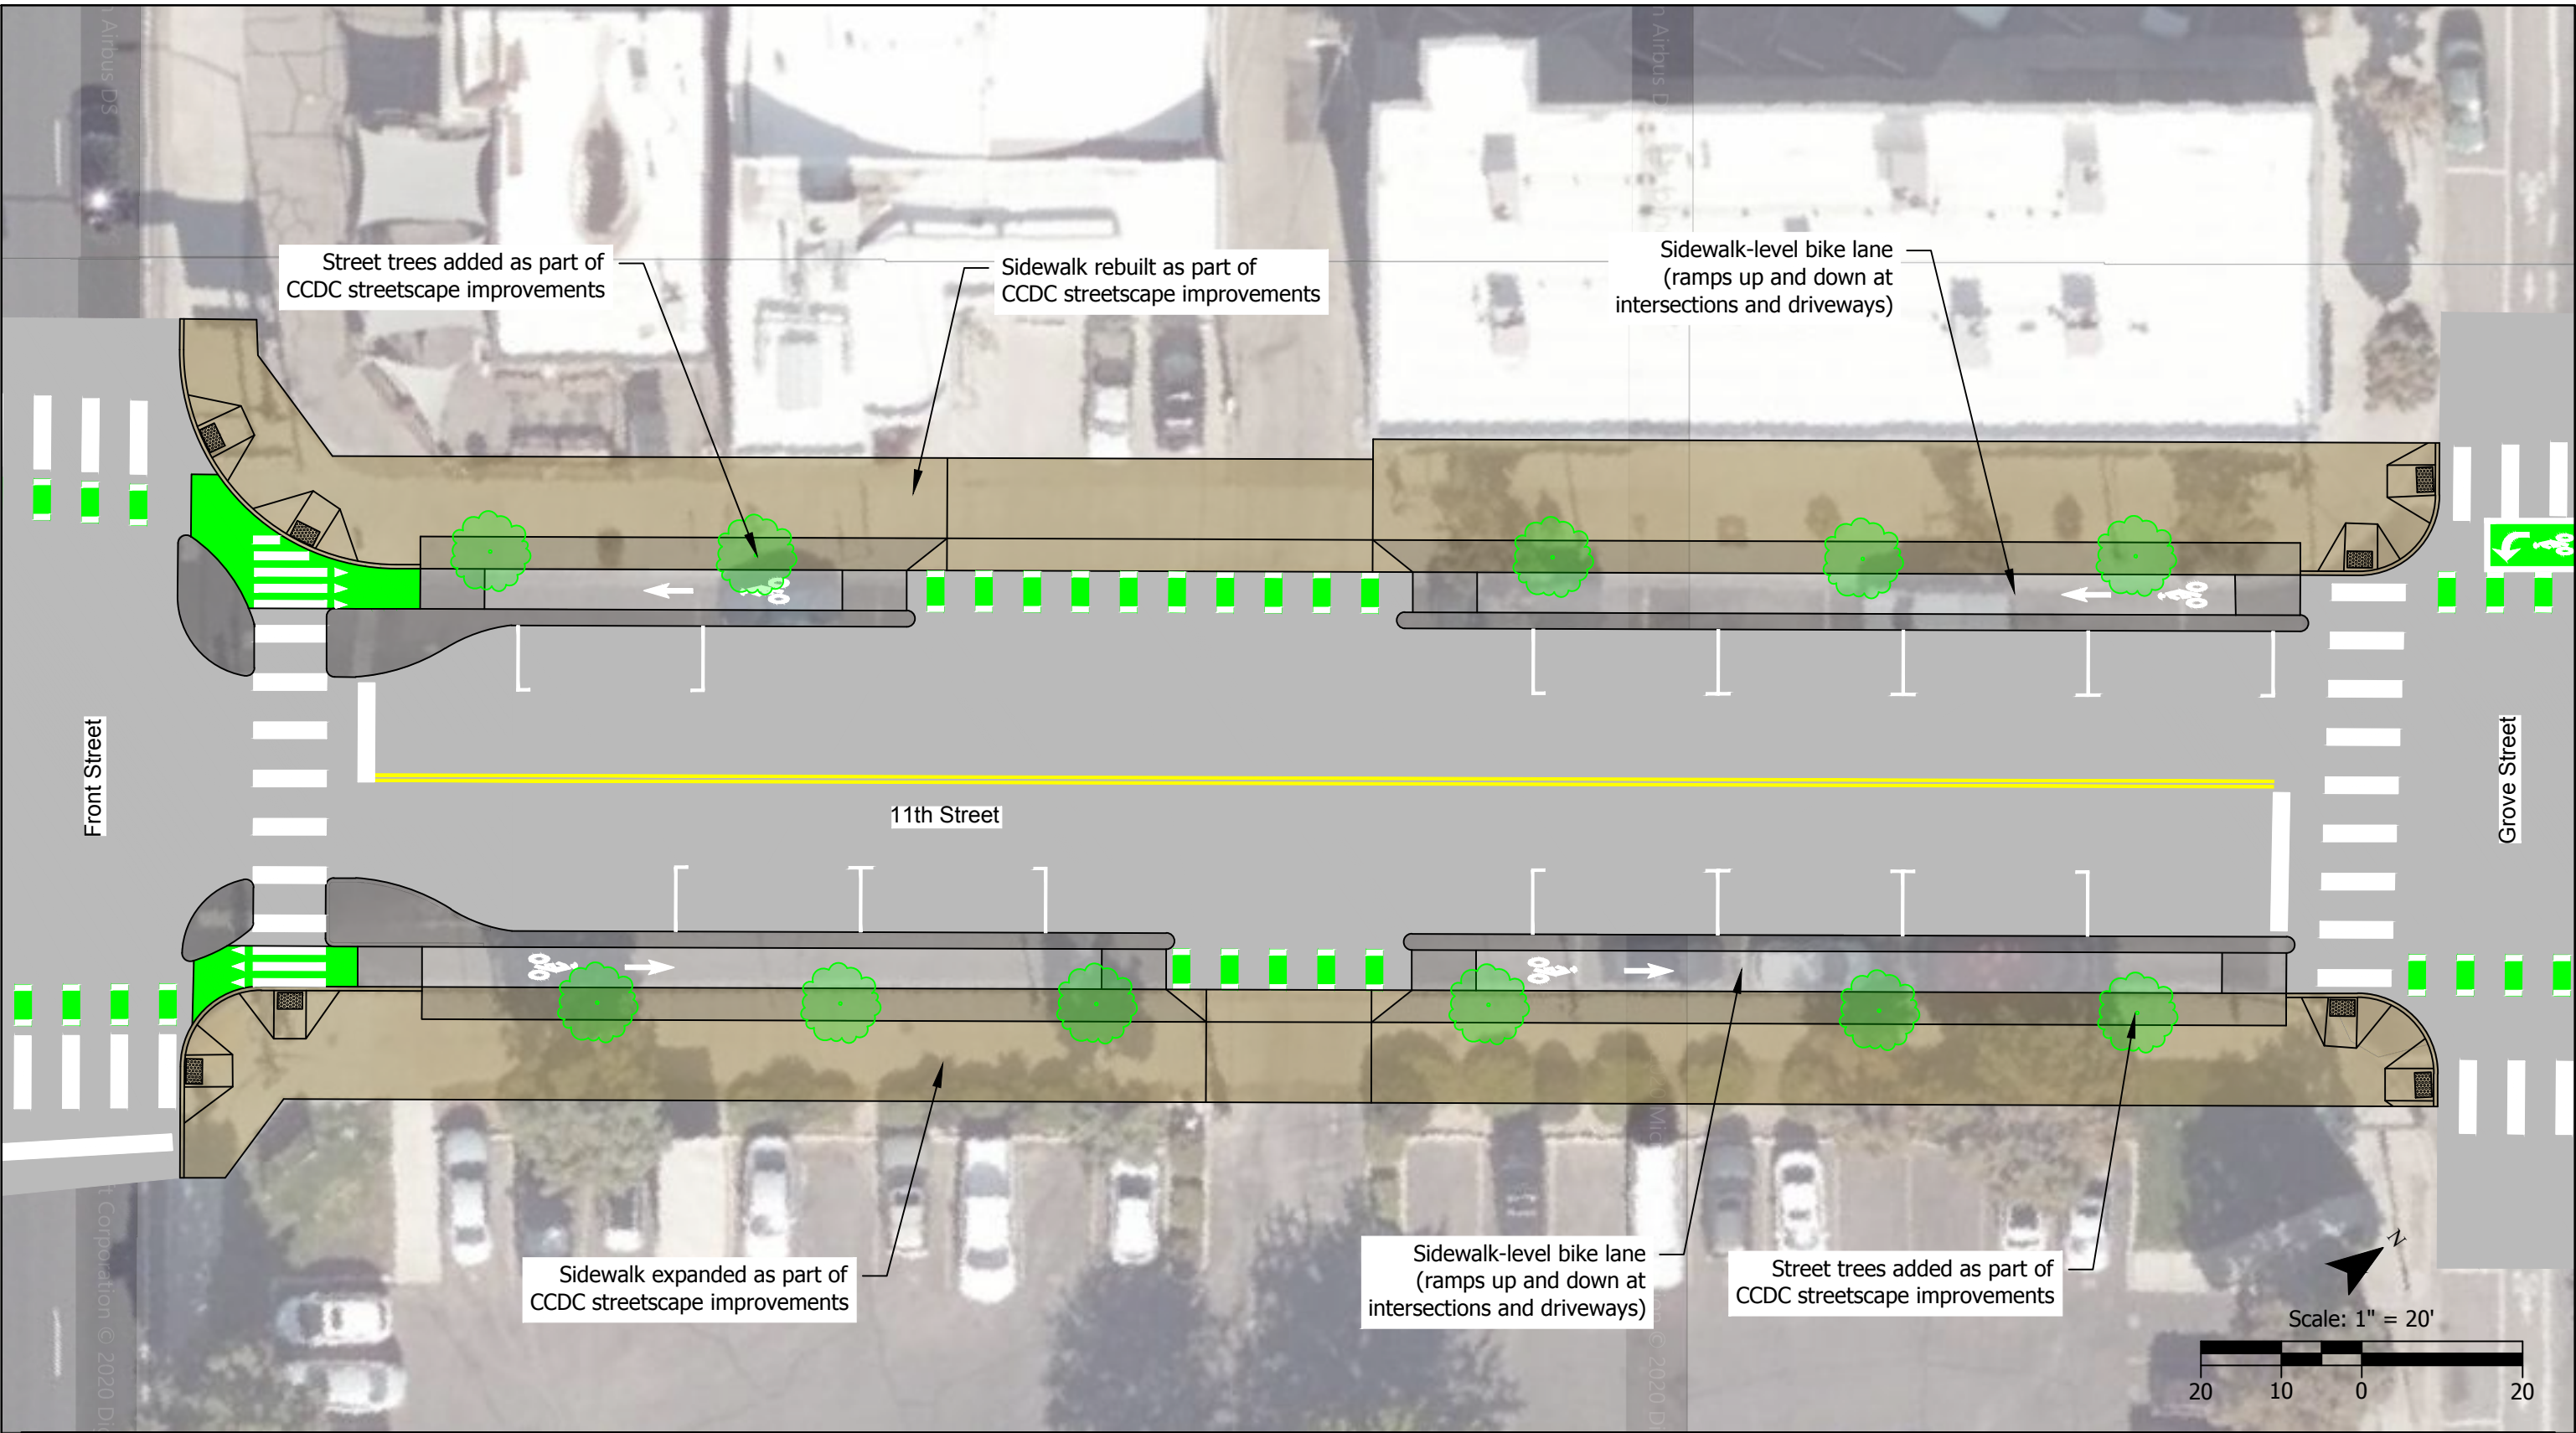 n Airbus DS
Street trees added as part of
CCDC streetscape improvements
Sidewalk rebuilt as part of
CCDC streetscape improvements
Sidewalk-level bike lane
(ramps up and down at
intersections and driveways)
Front Street
11th Street
Grove Street
Sidewalk expanded as part of
CCDC streetscape improvements
Sidewalk-level bike lane
(ramps up and down at
intersections and driveways)
Street trees added as part of
CCDC streetscape improvements
N
Scale: 1" = 20'
20 10 0 20